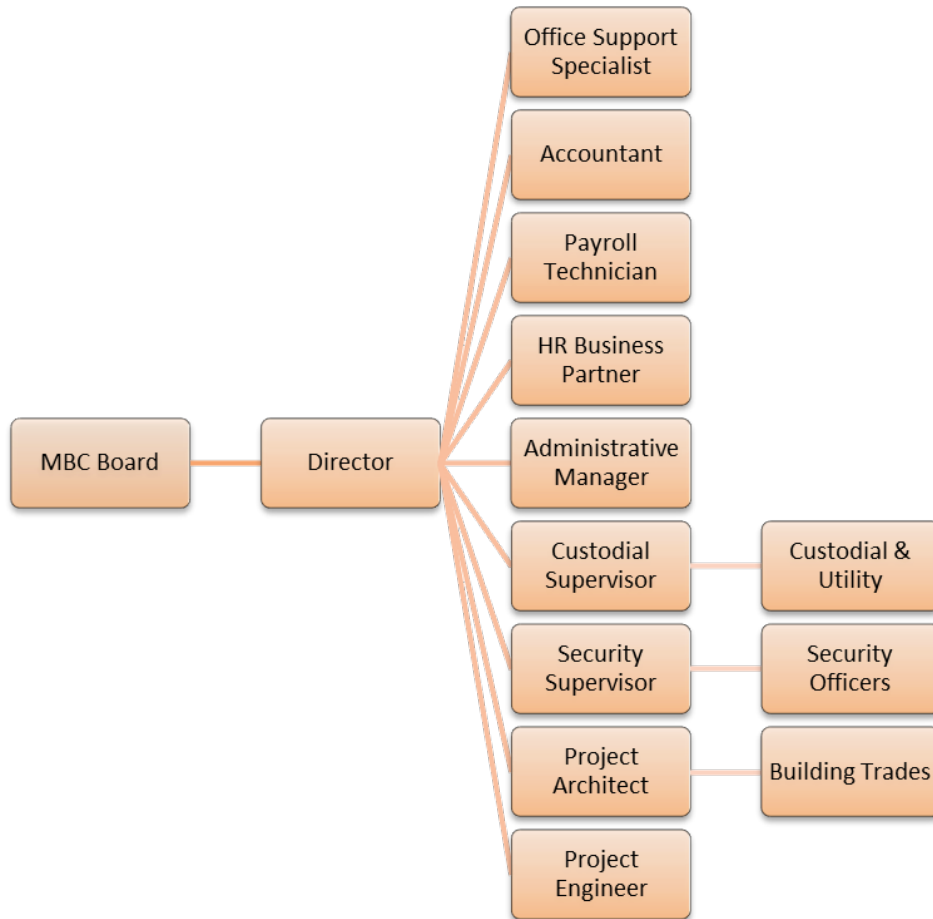 Office Support
Specialist
Accountant
Payroll
Technician
HR Business
Partner
MBC Board
Director
Administrative
Manager
Custodial
Supervisor
Custodial &
Utility
Security
Supervisor
Security
Officers
Project
Architect
Building Trades
Project
Engineer